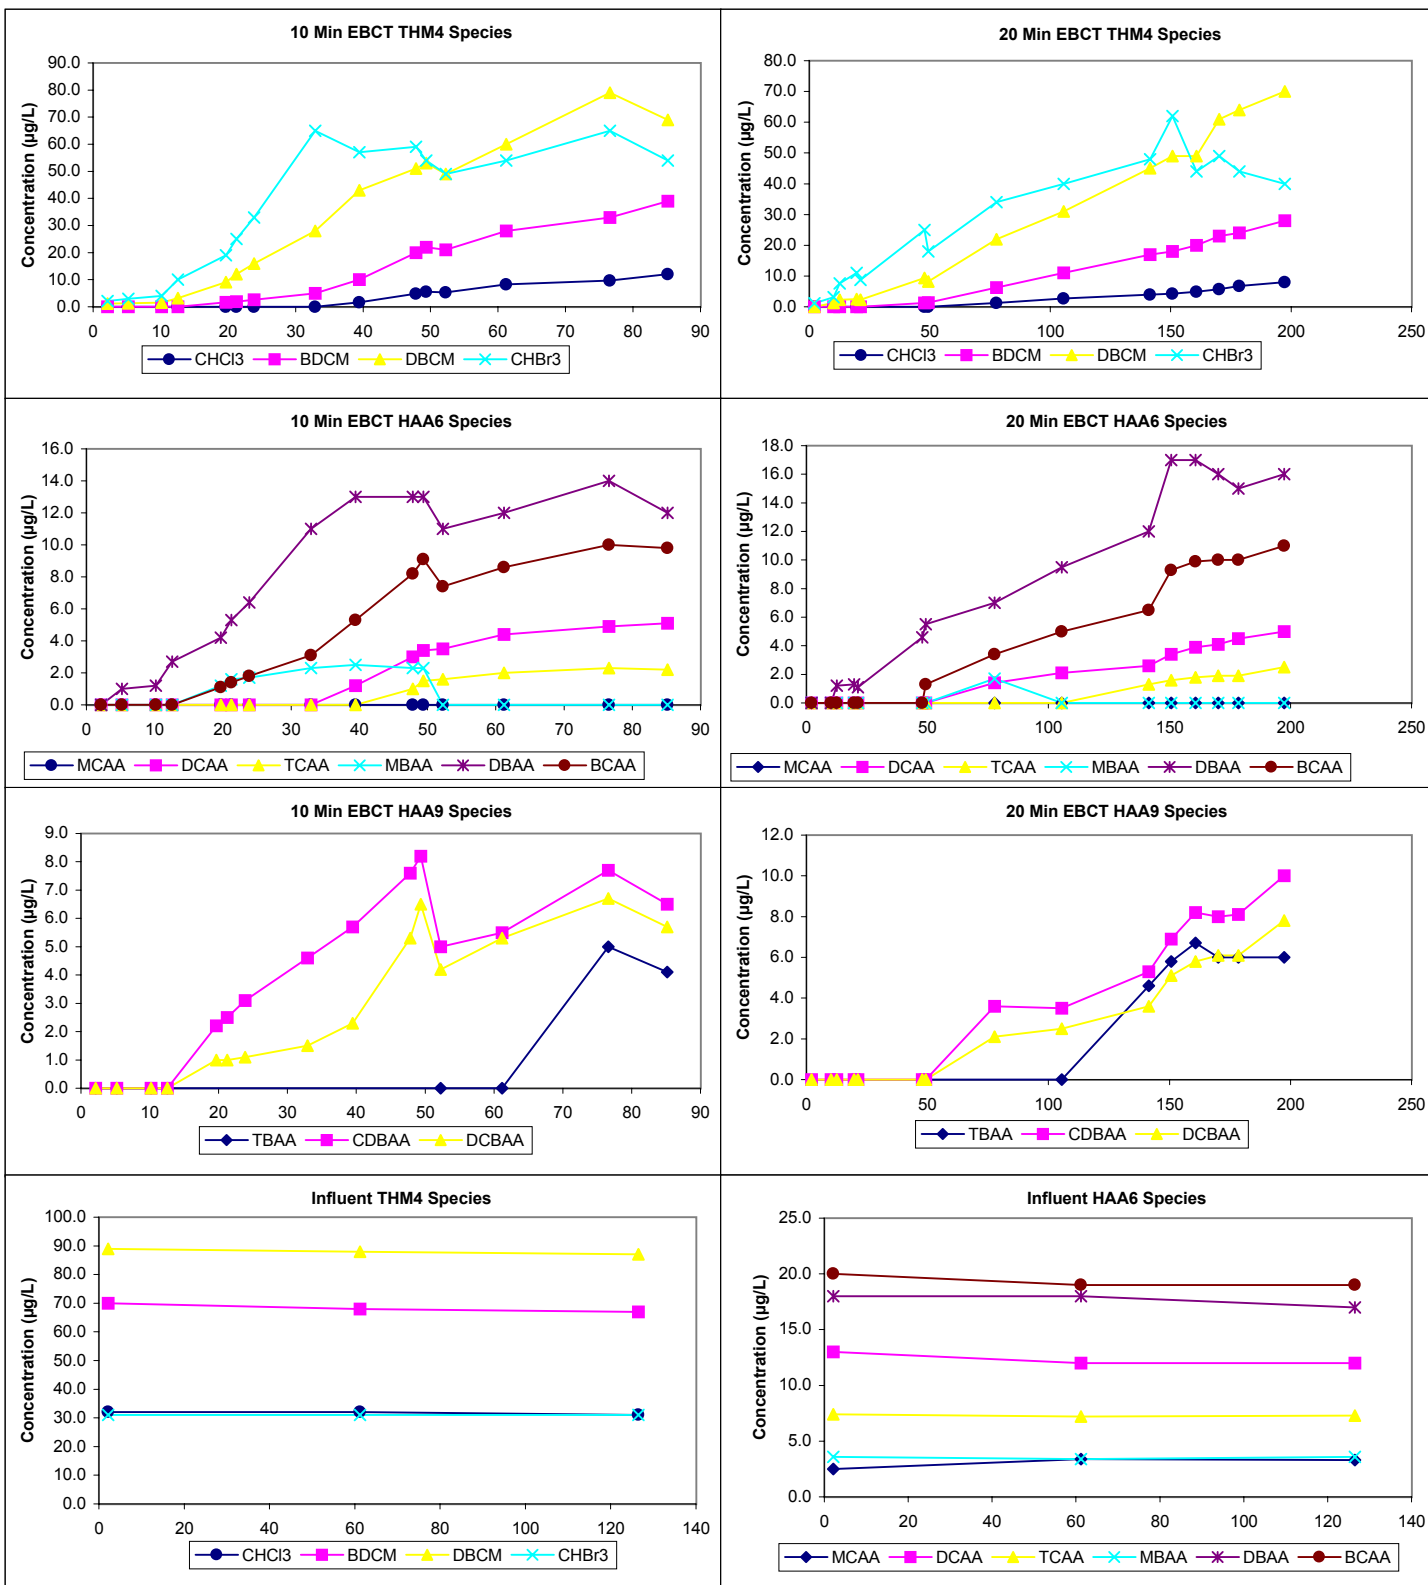 10 Min EBCT THM4 Species
Concentration (µg/L)
90.0
80.0
70.0
60.0
50.0
40.0
30.0
20.0
10.0
0.0
0 10 20 30 40 50 60 70 80 90
CHCl3 BDCM DBCM CHBr3
20 Min EBCT THM4 Species
Concentration (µg/L)
80.0
70.0
60.0
50.0
40.0
30.0
20.0
10.0
0.0
0 50 100 150 200 250
CHCl3 BDCM DBCM CHBr3
10 Min EBCT HAA6 Species
Concentration (µg/L)
16.0
14.0
12.0
10.0
8.0
6.0
4.0
2.0
0.0
0 10 20 30 40 50 60 70 80 90
MCAA DCAA TCAA MBAA DBAA BCAA
20 Min EBCT HAA6 Species
Concentration (µg/L)
18.0
16.0
14.0
12.0
10.0
8.0
6.0
4.0
2.0
0.0
0 50 100 150 200 250
MCAA DCAA TCAA MBAA DBAA BCAA
10 Min EBCT HAA9 Species
Concentration (µg/L)
9.0
8.0
7.0
6.0
5.0
4.0
3.0
2.0
1.0
0.0
0 10 20 30 40 50 60 70 80 90
TBAA CDBAA DCBAA
20 Min EBCT HAA9 Species
Concentration (µg/L)
12.0
10.0
8.0
6.0
4.0
2.0
0.0
0 50 100 150 200 250
TBAA CDBAA DCBAA
Influent THM4 Species
Concentration (µg/L)
100.0
90.0
80.0
70.0
60.0
50.0
40.0
30.0
20.0
10.0
0.0
0 20 40 60 80 100 120 140
CHCl3 BDCM DBCM CHBr3
Influent HAA6 Species
Concentration (µg/L)
25.0
20.0
15.0
10.0
5.0
0.0
0 20 40 60 80 100 120 140
MCAA DCAA TCAA MBAA DBAA BCAA